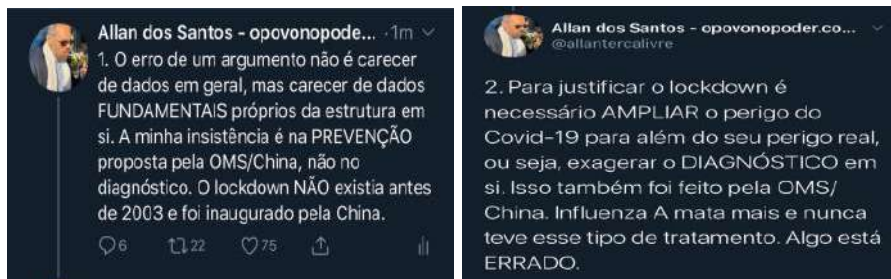 Allan dos Santos - opovonopode... · 1m
1. O erro de um argumento não é carecer
de dados em geral, mas carecer de dados
FUNDAMENTAIS próprios da estrutura em
si. A minha insistência é na PREVENÇÃO
proposta pela OMS/China, não no
diagnóstico. O lockdown NÃO existia antes
de 2003 e foi inaugurado pela China.
6 22 75
Allan dos Santos - opovonopoder.co...
@allantercalivre
2. Para justificar o lockdown é
necessário AMPLIAR o perigo do
Covid-19 para além do seu perigo real,
ou seja, exagerar o DIAGNÓSTICO em
si. Isso também foi feito pela OMS/
China. Influenza A mata mais e nunca
teve esse tipo de tratamento. Algo está
ERRADO.